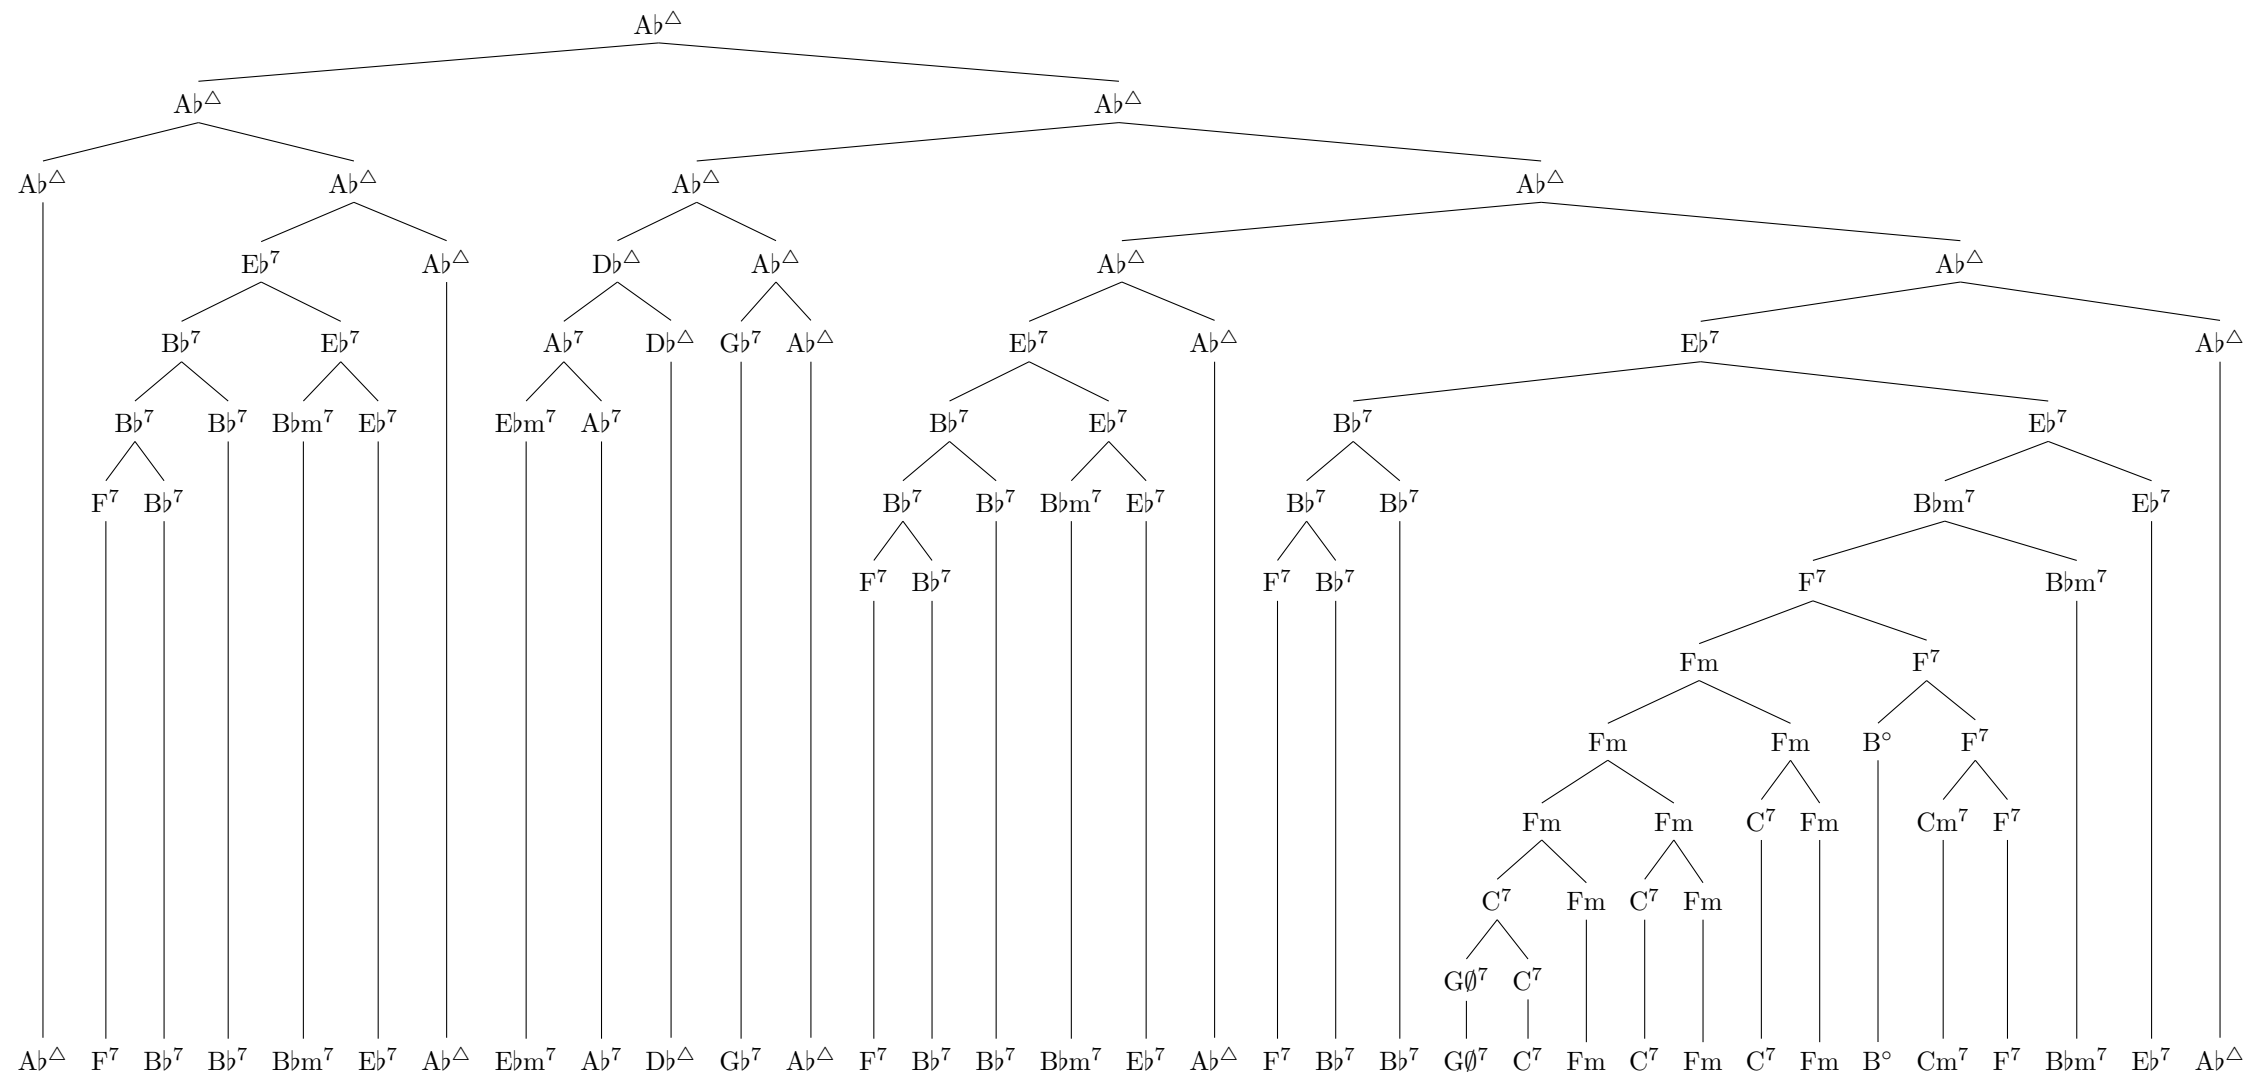 A♭△
A♭△ A♭△
A♭△ A♭△ A♭△ A♭△
E♭⁷ A♭△ D♭△ A♭△ A♭△ A♭△
B♭⁷ E♭⁷ A♭⁷ D♭△ G♭⁷ A♭△ E♭⁷ A♭△ E♭⁷ A♭△
B♭⁷ B♭⁷ B♭m⁷ E♭⁷ E♭m⁷ A♭⁷ B♭⁷ E♭⁷ B♭⁷ E♭⁷
F⁷ B♭⁷ B♭⁷ B♭⁷ B♭m⁷ E♭⁷ B♭⁷ B♭⁷ B♭m⁷ E♭⁷
F⁷ B♭⁷ F⁷ B♭⁷ F⁷ B♭m⁷
Fm F⁷
Fm Fm B° F⁷
Fm Fm C⁷ Fm Cm⁷ F⁷
C⁷ Fm C⁷ Fm
G∅⁷ C⁷
A♭△ F⁷ B♭⁷ B♭⁷ B♭m⁷ E♭⁷ A♭△ E♭m⁷ A♭⁷ D♭△ G♭⁷ A♭△ F⁷ B♭⁷ B♭⁷ B♭m⁷ E♭⁷ A♭△ F⁷ B♭⁷ B♭⁷ G∅⁷ C⁷ Fm C⁷ Fm C⁷ Fm B° Cm⁷ F⁷ B♭m⁷ E♭⁷ A♭△